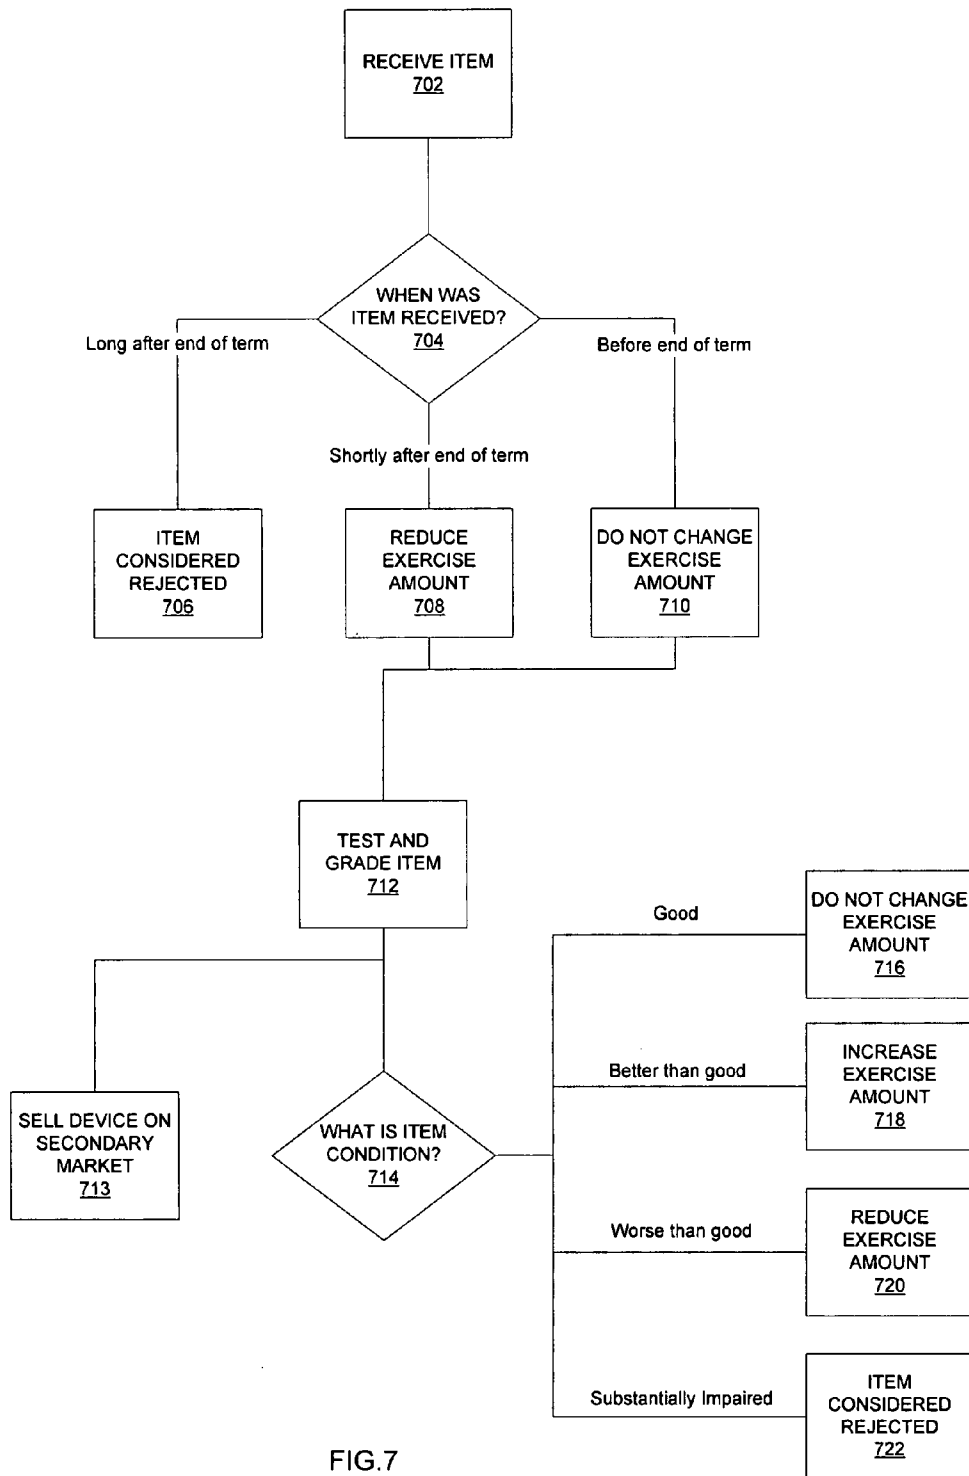 RECEIVE ITEM
702
WHEN WAS
ITEM RECEIVED?
704
Long after end of term
Before end of term
Shortly after end of term
ITEM
CONSIDERED
REJECTED
706
REDUCE
EXERCISE
AMOUNT
708
DO NOT CHANGE
EXERCISE
AMOUNT
710
TEST AND
GRADE ITEM
712
SELL DEVICE ON
SECONDARY
MARKET
713
WHAT IS ITEM
CONDITION?
714
Good
DO NOT CHANGE
EXERCISE
AMOUNT
716
Better than good
INCREASE
EXERCISE
AMOUNT
718
Worse than good
REDUCE
EXERCISE
AMOUNT
720
Substantially Impaired
ITEM
CONSIDERED
REJECTED
722
FIG.7